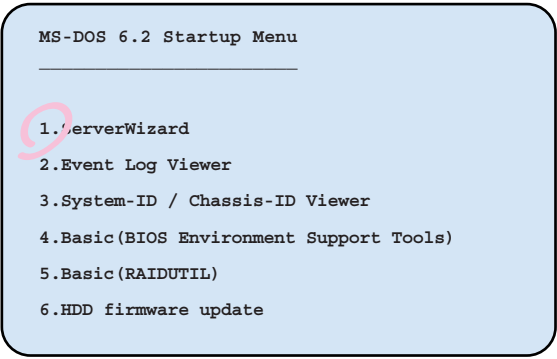 MS-DOS 6.2 Startup Menu
1.ServerWizard
2.Event Log Viewer
3.System-ID / Chassis-ID Viewer
4.Basic(BIOS Environment Support Tools)
5.Basic(RAIDUTIL)
6.HDD firmware update